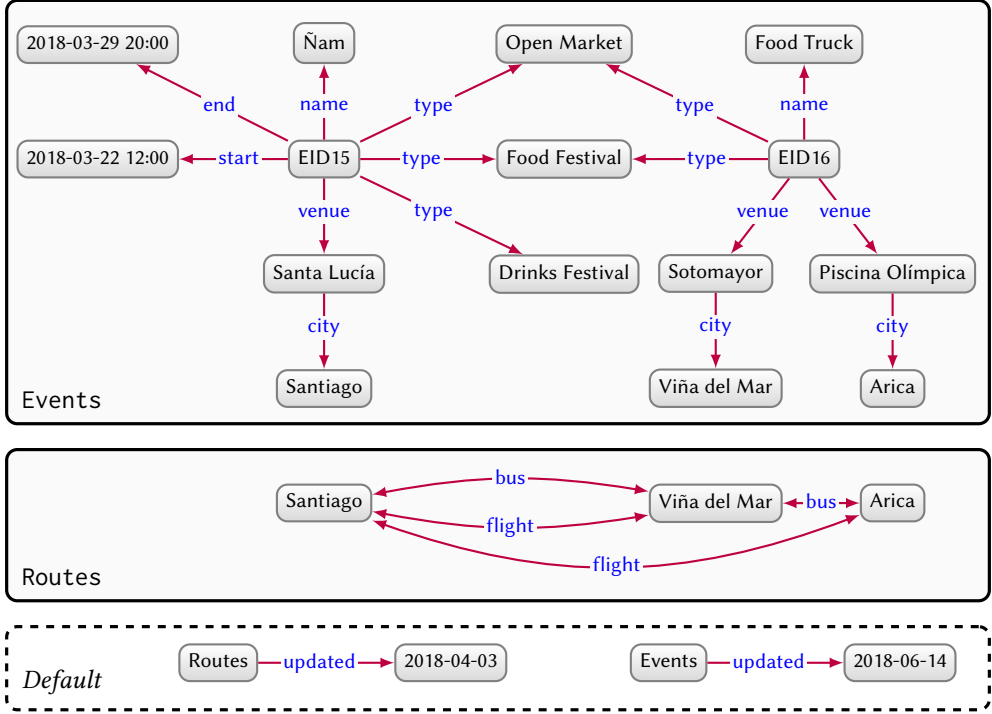 2018-03-29 20:00 Ñam Open Market Food Truck
end name type type name
2018-03-22 12:00 start EID15 type Food Festival type EID16
venue type venue venue
Santa Lucía Drinks Festival Sotomayor Piscina Olímpica
city city city
Santiago Viña del Mar Arica
Events
bus
Santiago Viña del Mar bus Arica
flight
flight
Routes
Routes updated 2018-04-03 Events updated 2018-06-14
Default